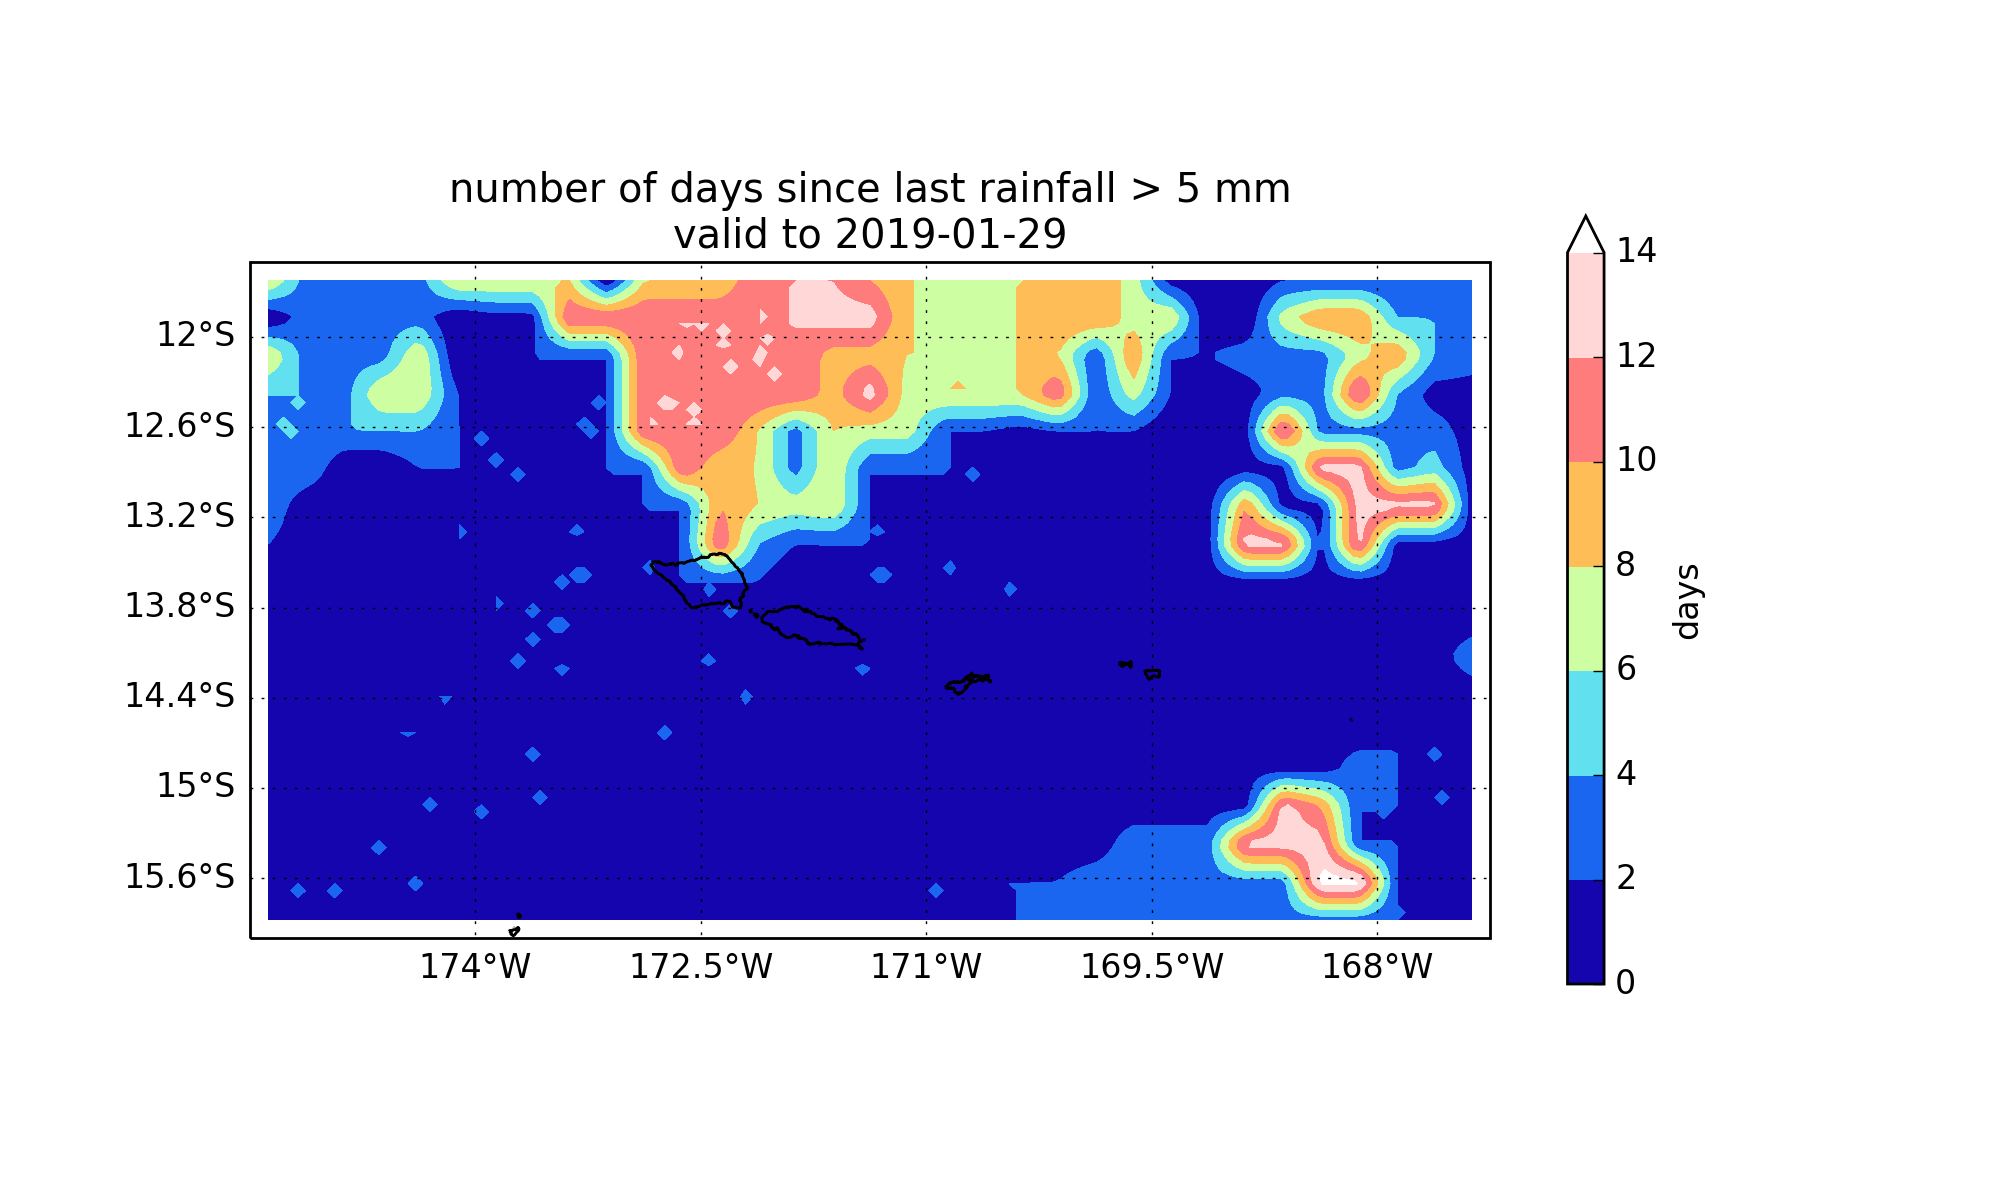 number of days since last rainfall > 5 mm
valid to 2019-01-29
12°S
12.6°S
13.2°S
13.8°S
14.4°S
15°S
15.6°S
174°W
172.5°W
171°W
169.5°W
168°W
14
12
10
8
6
4
2
0
days